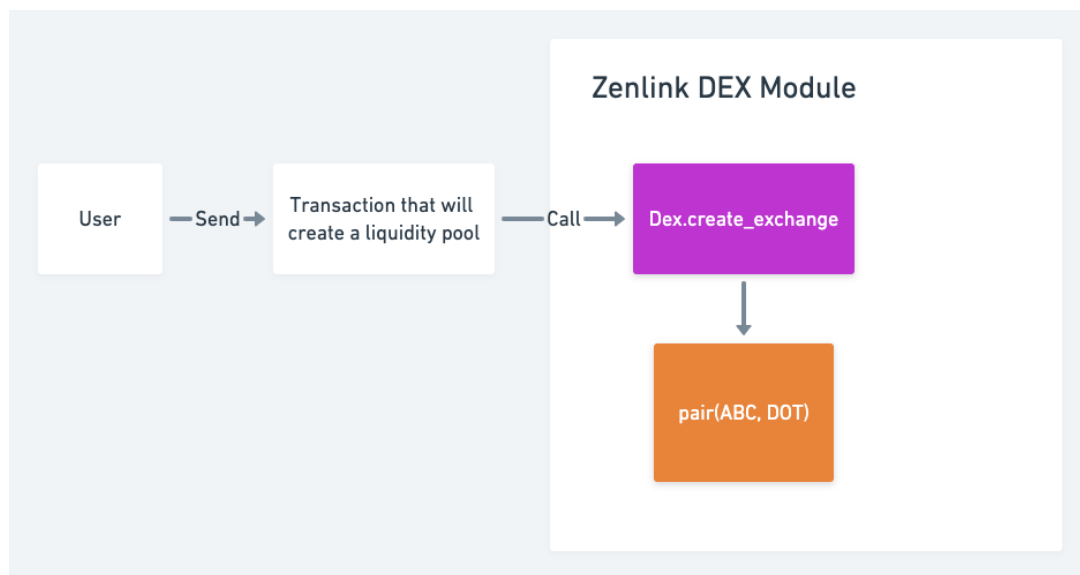 Zenlink DEX Module
User
Send
Transaction that will
create a liquidity pool
Call
Dex.create_exchange
pair(ABC, DOT)